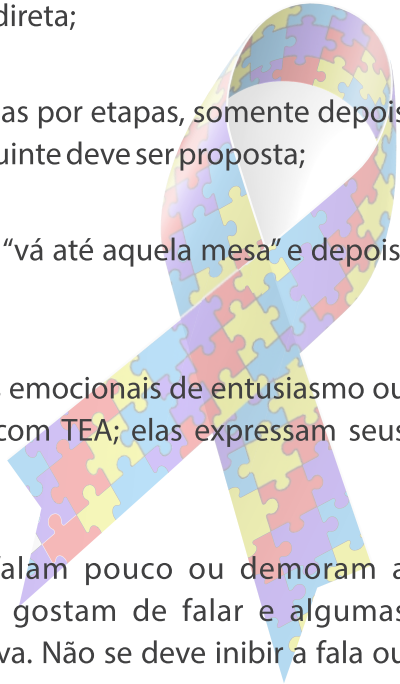 direta;
as por etapas, somente depois
uinte deve ser proposta;
“vá até aquela mesa” e depois
emocionais de entusiasmo ou
com TEA; elas expressam seus
falam pouco ou demoram a
gostam de falar e algumas
va. Não se deve inibir a fala ou